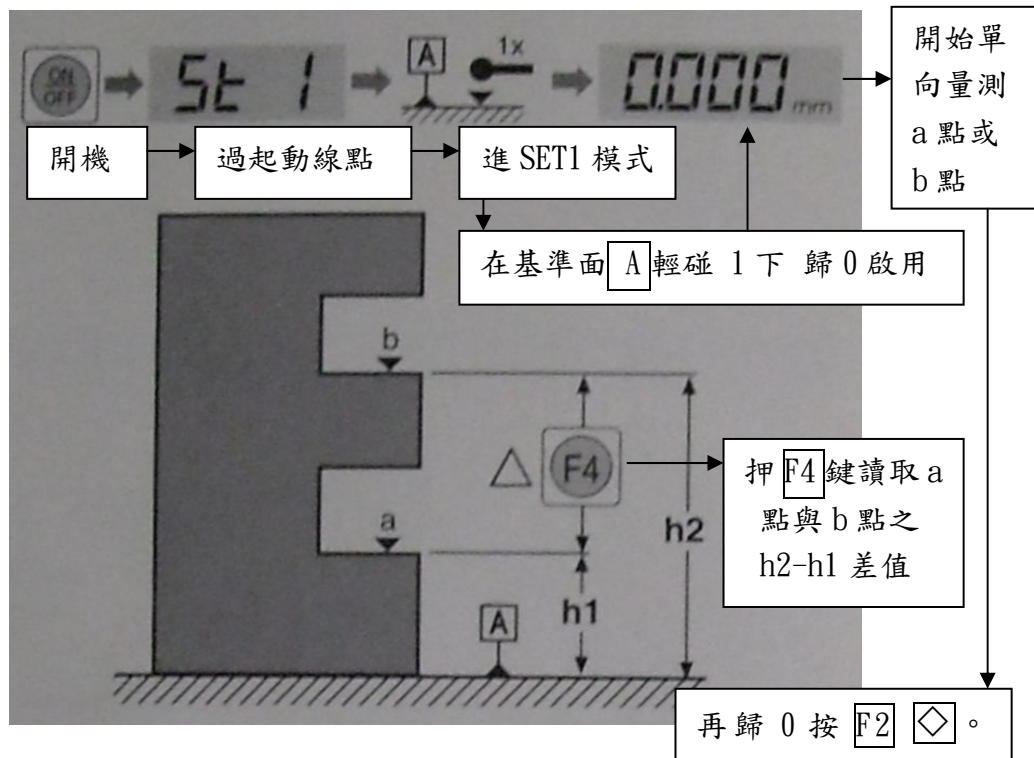 ON
OFF
St 1
A
1x
0.000 mm
開始單
向量測
a 點或
b 點
開機
過起動線點
進 SET1 模式
在基準面 A 輕碰 1 下 歸 0 啟用
b
△ F4
h2
押 F4 鍵讀取 a
點與 b 點之
h2-h1 差值
a
h1
A
再歸 0 按 F2 ◇。